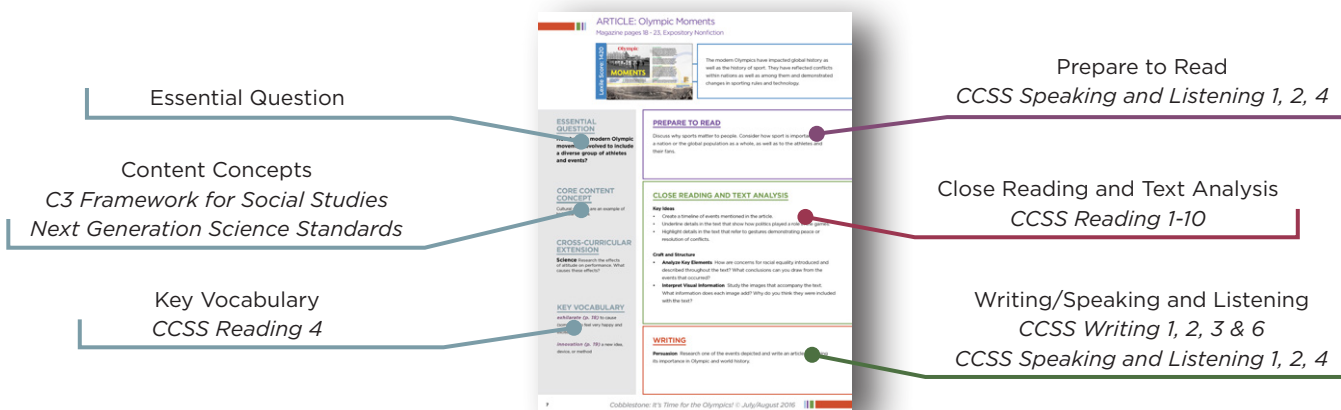 Essential Question
Content Concepts
C3 Framework for Social Studies
Next Generation Science Standards
Key Vocabulary
CCSS Reading 4
ARTICLE: Olympic Moments
Magazine pages 18 - 23, Expository Nonfiction
Lexile Score: 1420
Olympic
MOMENTS
The modern Olympics have impacted global history as
well as the history of sport. They have reflected conflicts
within nations as well as among them and demonstrated
changes in sporting rules and technology.
ESSENTIAL
QUESTION
modern Olympic
to include
a diverse group of athletes
and events?
CORE CONTENT
CONCEPT
are an example of
CROSS-CURRICULAR
EXTENSION
Science Research the effects
of altitude on performance. What
causes these effects?
KEY VOCABULARY
exhilarate (p. 18) to cause
feel very happy and
innovation (p. 19) a new idea,
device, or method
PREPARE TO READ
Discuss why sports matter to people. Consider how sport is
a nation or the global population as a whole, as well as to the athletes and
their fans.
CLOSE READING AND TEXT ANALYSIS
Key Ideas
• Create a timeline of events mentioned in the article.
• Underline details in the text that show how politics played a
• Highlight details in the text that refer to gestures demonstrating peace or
resolution of conflicts.
Craft and Structure
• Analyze Key Elements How are concerns for racial equality introduced and
described throughout the text? What conclusions can you draw from the
events that occurred?
• Interpret Visual Information Study the images that accompany the text.
What information does each image add? Why do you think they were included
with the text?
WRITING
Persuasion Research one of the events depicted and write an article
its importance in Olympic and world history.
Cobblestone: It's Time for the Olympics! © July/August 2016
Prepare to Read
CCSS Speaking and Listening 1, 2, 4
Close Reading and Text Analysis
CCSS Reading 1-10
Writing/Speaking and Listening
CCSS Writing 1, 2, 3 & 6
CCSS Speaking and Listening 1, 2, 4